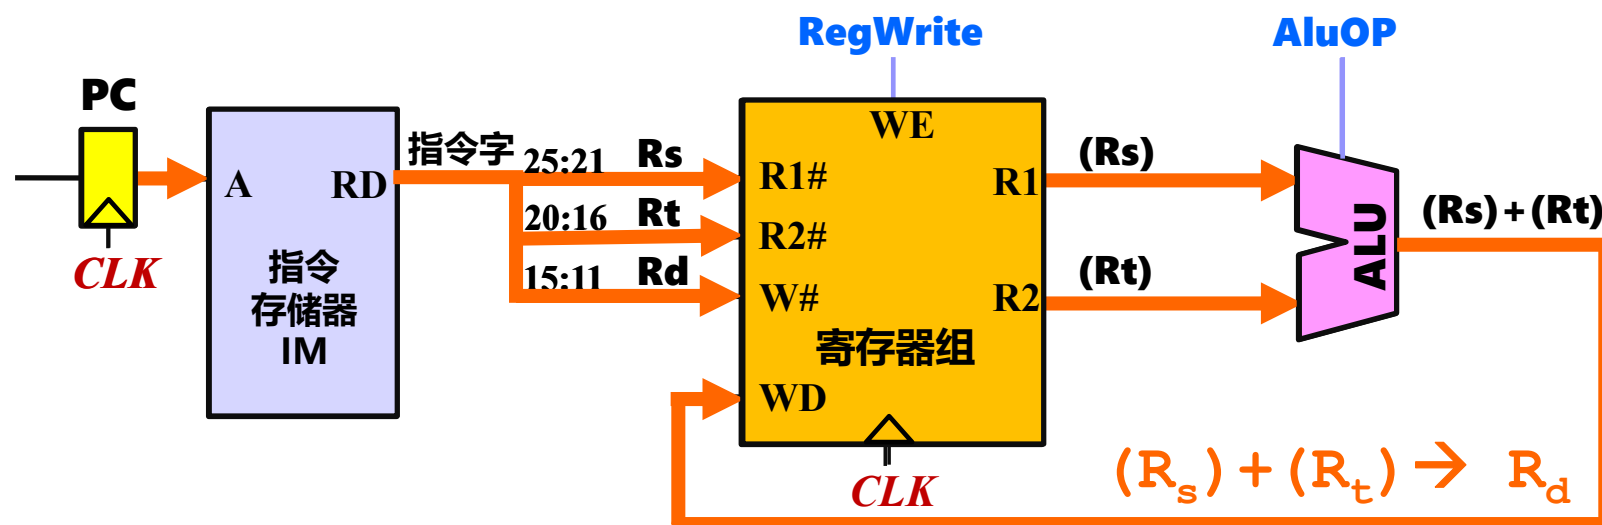 RegWrite
AluOP
PC
CLK
A
RD
指令
存储器
IM
指令字
25:21
Rs
20:16
Rt
15:11
Rd
WE
R1#
R1
R2#
W#
R2
寄存器组
WD
CLK
(Rs)
(Rt)
ALU
(Rs)+(Rt)
(Rs)+(Rt)→ Rd